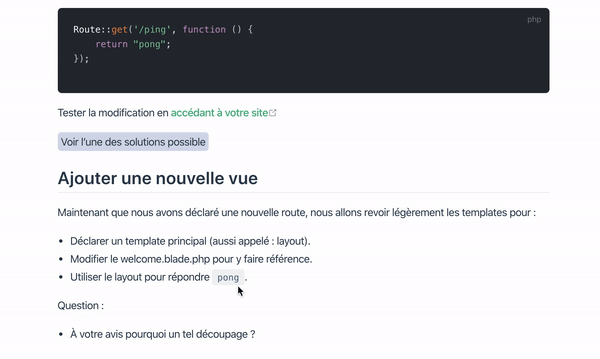 php
Route::get('/ping', function () {
    return "pong";
});
Tester la modification en accédant à votre site
Voir l'une des solutions possible
Ajouter une nouvelle vue
Maintenant que nous avons déclaré une nouvelle route, nous allons revoir légèrement les templates pour :
• Déclarer un template principal (aussi appelé : layout).
• Modifier le welcome.blade.php pour y faire référence.
• Utiliser le layout pour répondre pong .
Question :
• À votre avis pourquoi un tel découpage ?